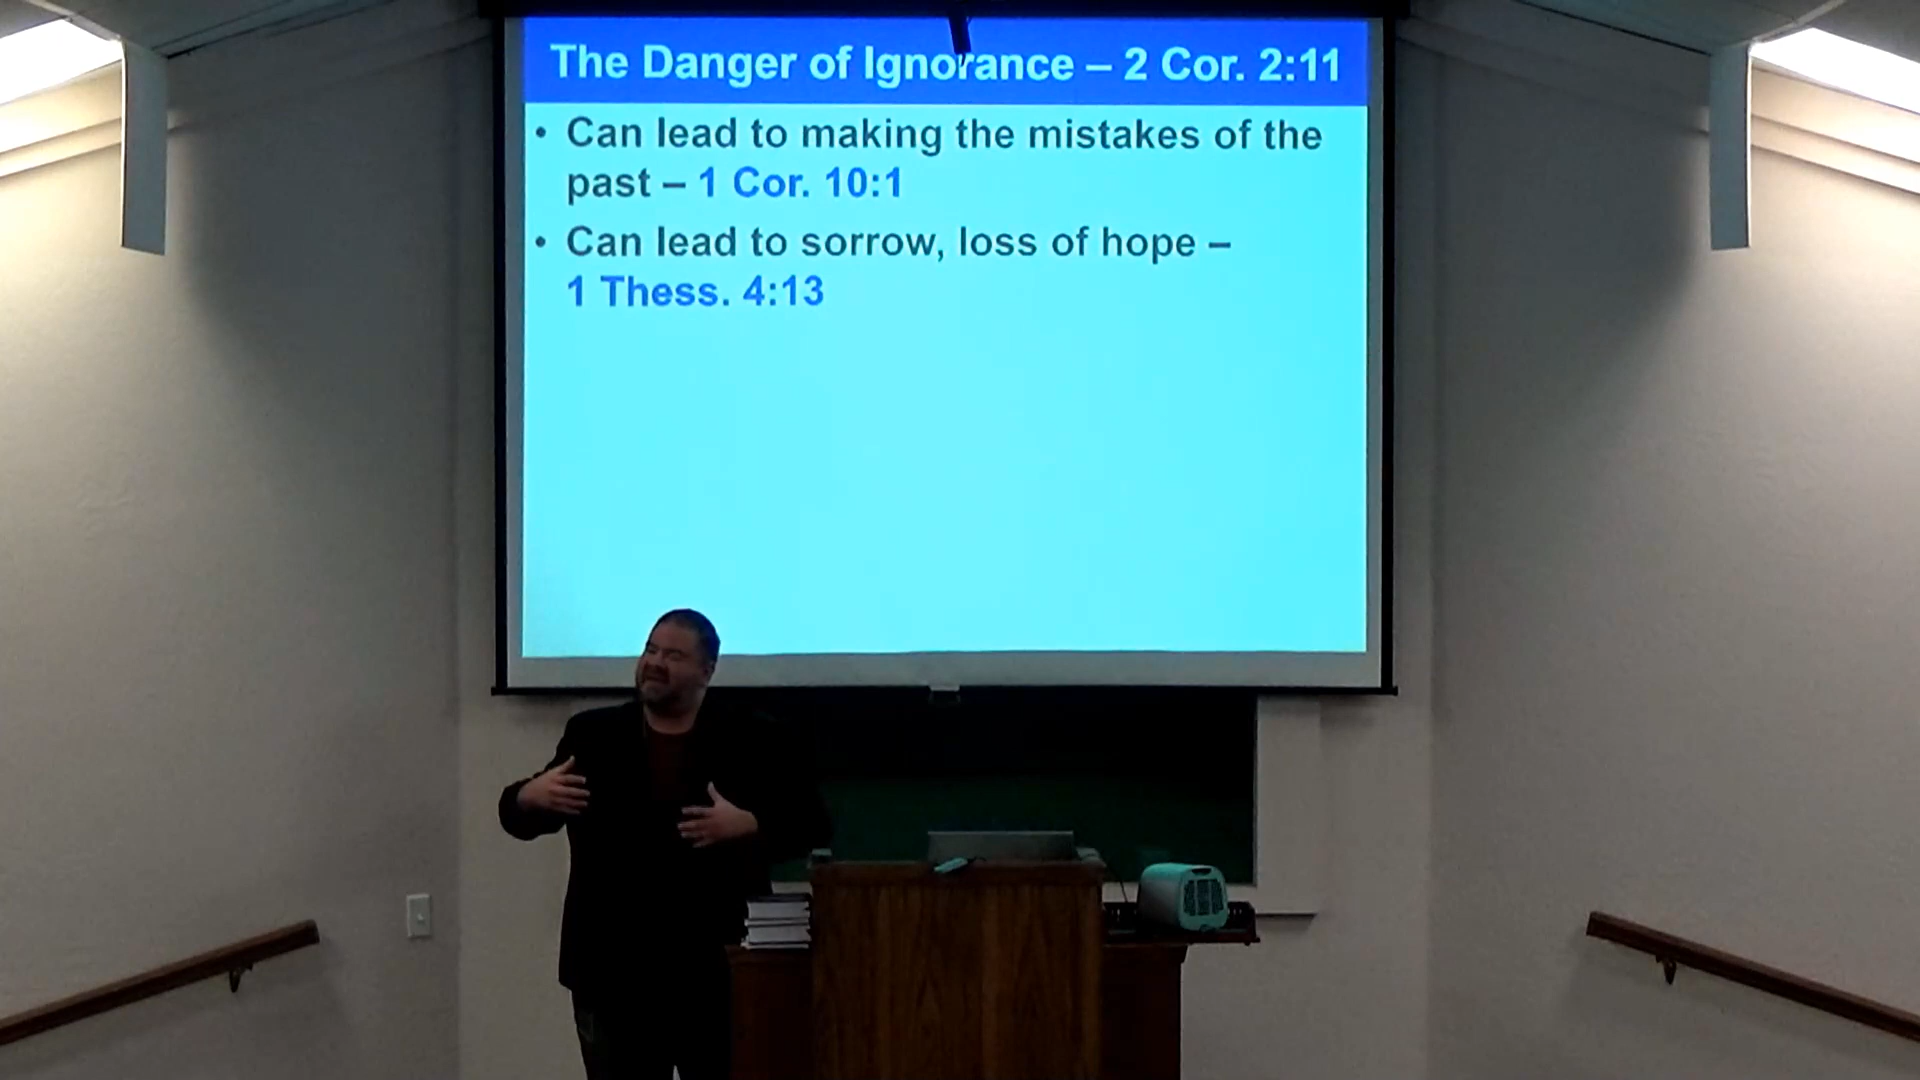 The Danger of Ignorance – 2 Cor. 2:11
• Can lead to making the mistakes of the
past – 1 Cor. 10:1
• Can lead to sorrow, loss of hope –
1 Thess. 4:13